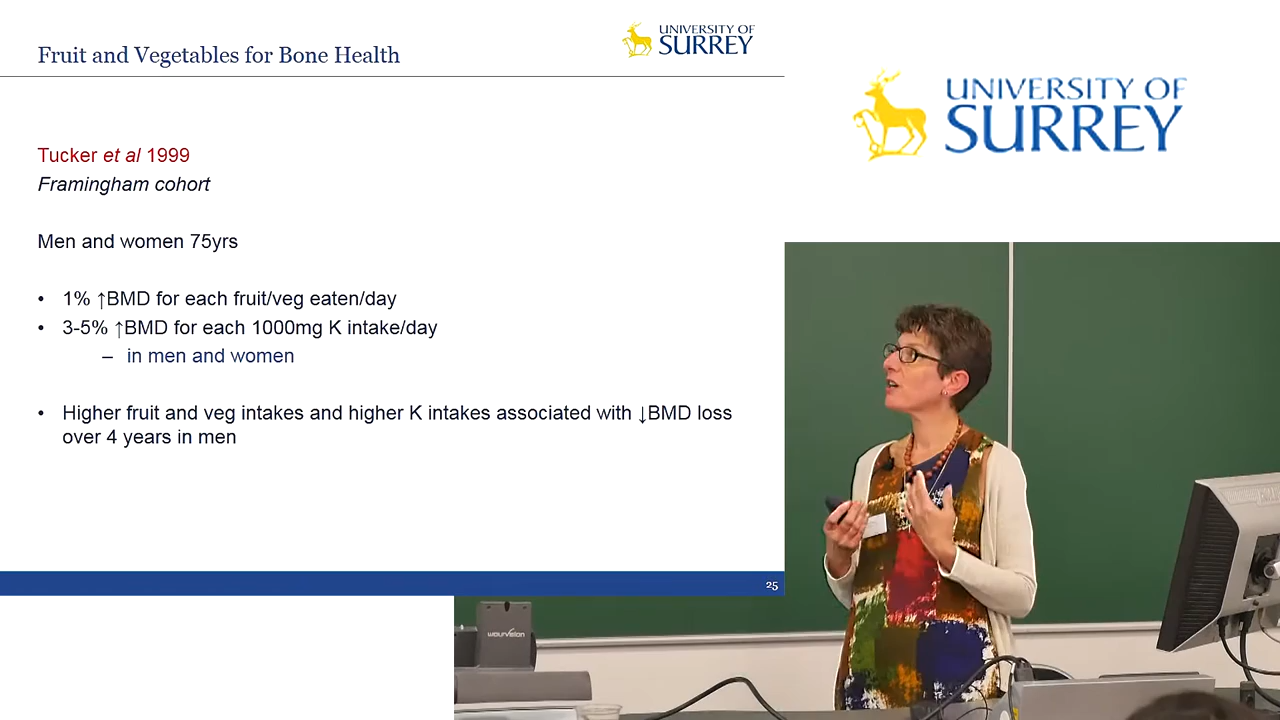 Fruit and Vegetables for Bone Health
UNIVERSITY OF
SURREY
UNIVERSITY OF
SURREY
Tucker et al 1999
Framingham cohort
Men and women 75yrs
• 1% ↑BMD for each fruit/veg eaten/day
• 3-5% ↑BMD for each 1000mg K intake/day
– in men and women
• Higher fruit and veg intakes and higher K intakes associated with ↓BMD loss
over 4 years in men
25
wolfvision